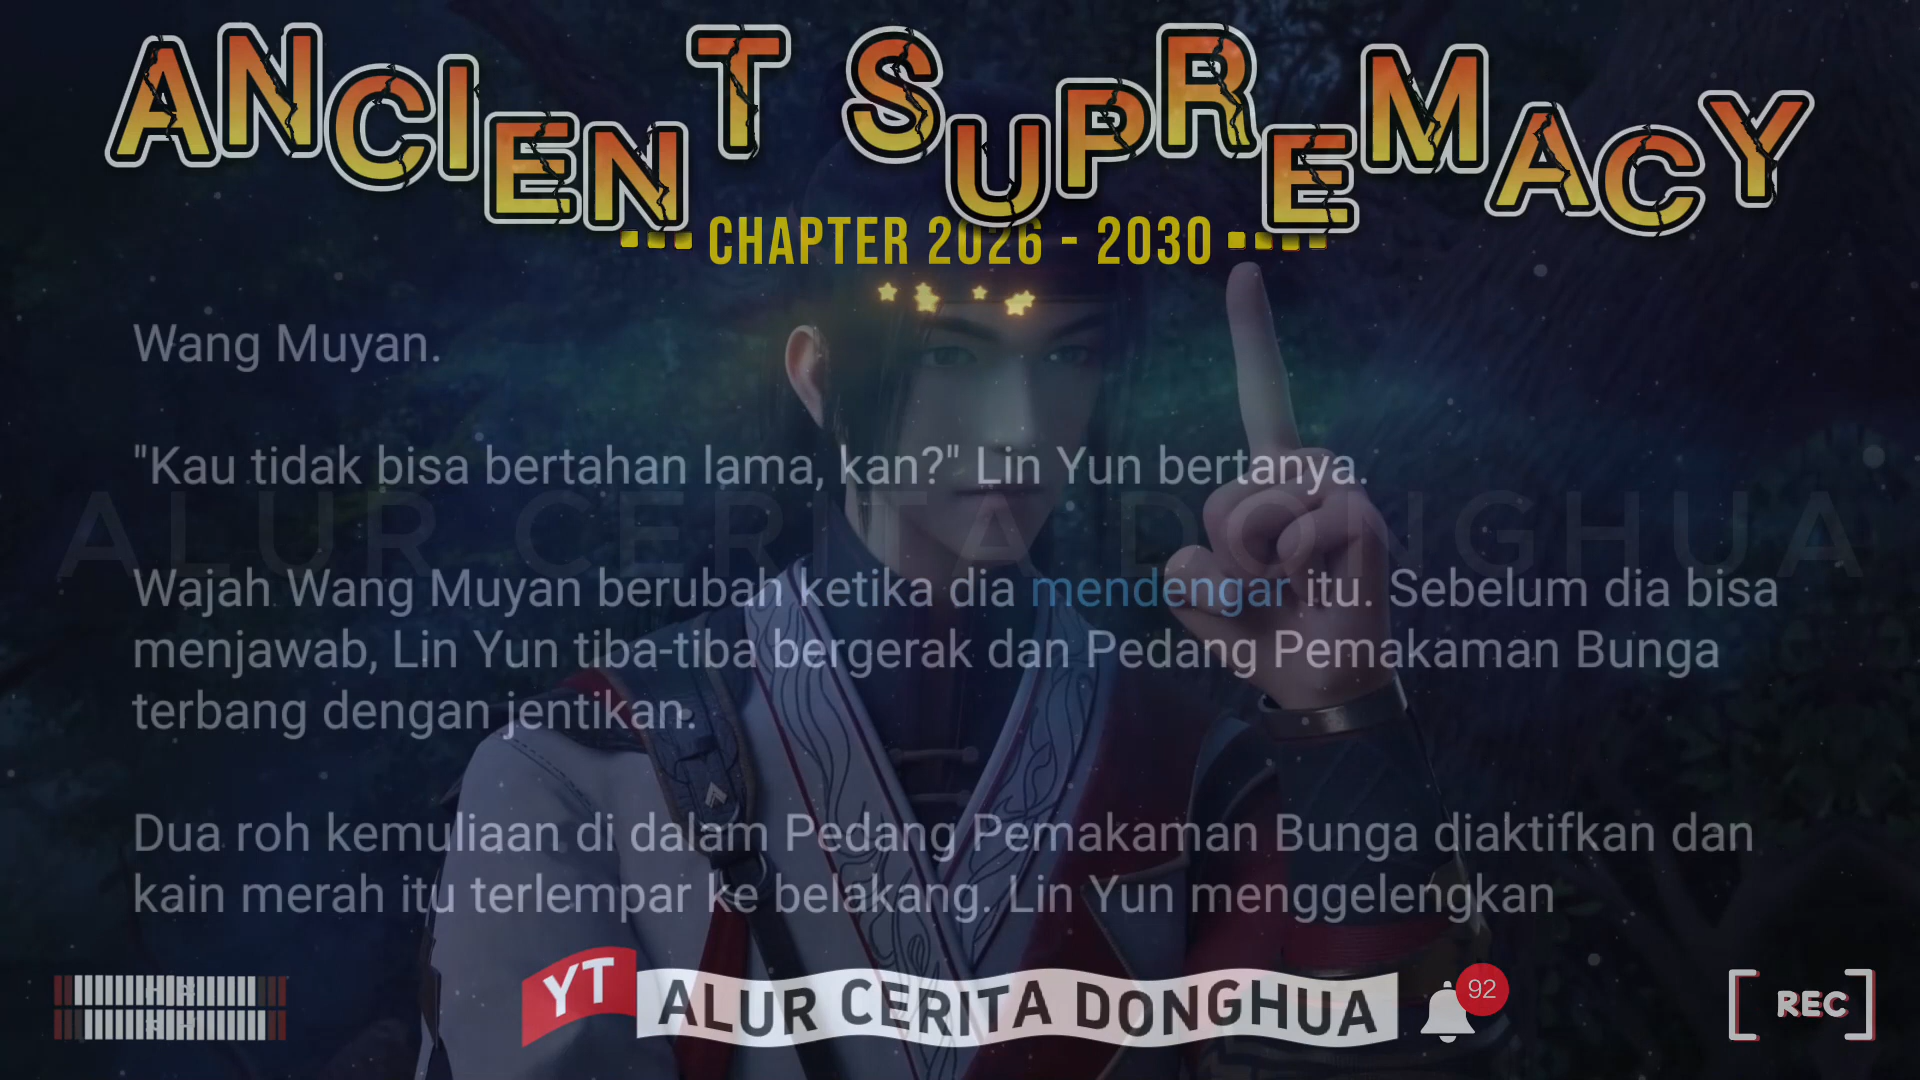 ANCIENT SUPREMACY
CHAPTER 2026 - 2030
Wang Muyan.
"Kau tidak bisa bertahan lama, kan?" Lin Yun bertanya.
ALUR CERITA DONGHUA
Wajah Wang Muyan berubah ketika dia mendengar itu. Sebelum dia bisa
menjawab, Lin Yun tiba-tiba bergerak dan Pedang Pemakaman Bunga
terbang dengan jentikan.
Dua roh kemuliaan di dalam Pedang Pemakaman Bunga diaktifkan dan
kain merah itu terlempar ke belakang. Lin Yun menggelengkan
YT ALUR CERITA DONGHUA
92
REC